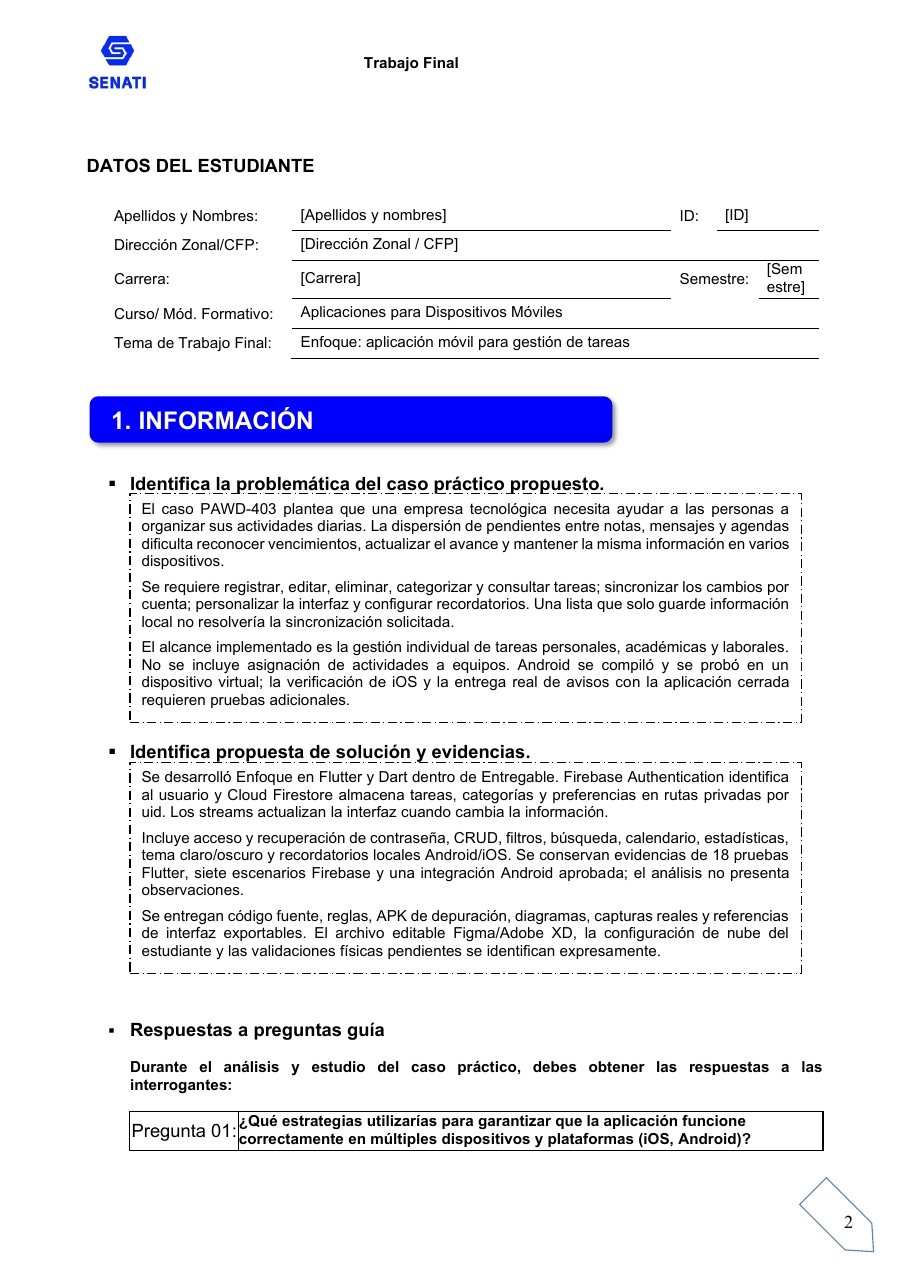 SENATI
Trabajo Final
DATOS DEL ESTUDIANTE
Apellidos y Nombres: [Apellidos y nombres] ID: [ID]
Dirección Zonal/CFP: [Dirección Zonal / CFP]
Carrera: [Carrera] Semestre: [Sem
estre]
Curso/ Mód. Formativo: Aplicaciones para Dispositivos Móviles
Tema de Trabajo Final: Enfoque: aplicación móvil para gestión de tareas
1. INFORMACIÓN
▪ Identifica la problemática del caso práctico propuesto.
El caso PAWD-403 plantea que una empresa tecnológica necesita ayudar a las personas a
organizar sus actividades diarias. La dispersión de pendientes entre notas, mensajes y agendas
dificulta reconocer vencimientos, actualizar el avance y mantener la misma información en varios
dispositivos.
Se requiere registrar, editar, eliminar, categorizar y consultar tareas; sincronizar los cambios por
cuenta; personalizar la interfaz y configurar recordatorios. Una lista que solo guarde información
local no resolvería la sincronización solicitada.
El alcance implementado es la gestión individual de tareas personales, académicas y laborales.
No se incluye asignación de actividades a equipos. Android se compiló y se probó en un
dispositivo virtual; la verificación de iOS y la entrega real de avisos con la aplicación cerrada
requieren pruebas adicionales.
▪ Identifica propuesta de solución y evidencias.
Se desarrolló Enfoque en Flutter y Dart dentro de Entregable. Firebase Authentication identifica
al usuario y Cloud Firestore almacena tareas, categorías y preferencias en rutas privadas por
uid. Los streams actualizan la interfaz cuando cambia la información.
Incluye acceso y recuperación de contraseña, CRUD, filtros, búsqueda, calendario, estadísticas,
tema claro/oscuro y recordatorios locales Android/iOS. Se conservan evidencias de 18 pruebas
Flutter, siete escenarios Firebase y una integración Android aprobada; el análisis no presenta
observaciones.
Se entregan código fuente, reglas, APK de depuración, diagramas, capturas reales y referencias
de interfaz exportables. El archivo editable Figma/Adobe XD, la configuración de nube del
estudiante y las validaciones físicas pendientes se identifican expresamente.
▪ Respuestas a preguntas guía
Durante el análisis y estudio del caso práctico, debes obtener las respuestas a las
interrogantes:
Pregunta 01: ¿Qué estrategias utilizarías para garantizar que la aplicación funcione
correctamente en múltiples dispositivos y plataformas (iOS, Android)?
2